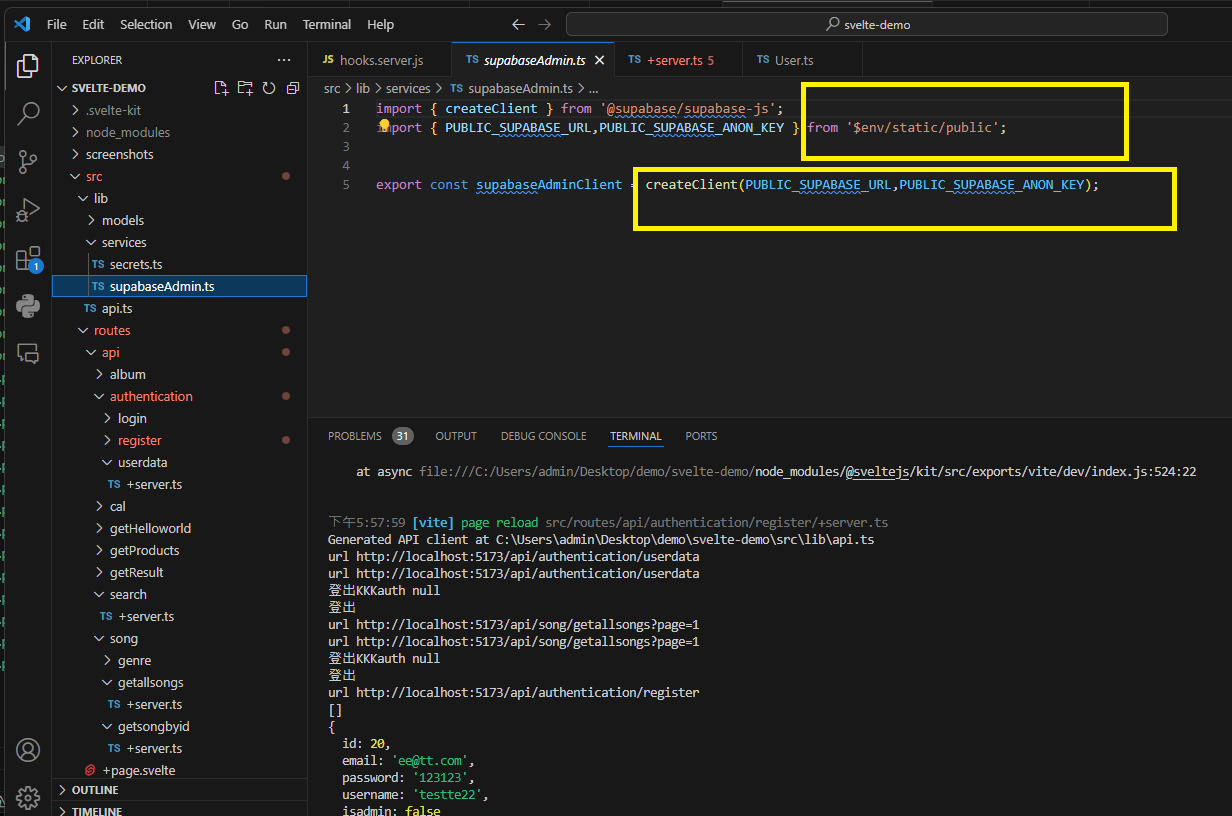 File Edit Selection View Go Run Terminal Help
svelte-demo
EXPLORER
SVELTE-DEMO
.svelte-kit
node_modules
screenshots
src
lib
models
services
TS secrets.ts
TS supabaseAdmin.ts
TS api.ts
routes
api
album
authentication
login
register
userdata
TS +server.ts
cal
getHelloworld
getProducts
getResult
search
TS +server.ts
song
genre
getallsongs
TS +server.ts
getsongbyid
TS +server.ts
+page.svelte
OUTLINE
TIMELINE
1
JS hooks.server.js
TS supabaseAdmin.ts
TS +server.ts 5
TS User.ts
src > lib > services > TS supabaseAdmin.ts > ...
1 import { createClient } from '@supabase/supabase-js';
2 import { PUBLIC_SUPABASE_URL,PUBLIC_SUPABASE_ANON_KEY } from '$env/static/public';
3
4
5 export const supabaseAdminClient = createClient(PUBLIC_SUPABASE_URL,PUBLIC_SUPABASE_ANON_KEY);
PROBLEMS 31 OUTPUT DEBUG CONSOLE TERMINAL PORTS
at async file:///C:/Users/admin/Desktop/demo/svelte-demo/node_modules/@sveltejs/kit/src/exports/vite/dev/index.js:524:22
下午5:57:59 [vite] page reload src/routes/api/authentication/register/+server.ts
Generated API client at C:\Users\admin\Desktop\demo\svelte-demo\src\lib\api.ts
url http://localhost:5173/api/authentication/userdata
url http://localhost:5173/api/authentication/userdata
登出KKKauth null
登出
url http://localhost:5173/api/song/getallsongs?page=1
url http://localhost:5173/api/song/getallsongs?page=1
登出KKKauth null
登出
url http://localhost:5173/api/authentication/register
[]
{
id: 20,
email: 'ee@tt.com',
password: '123123',
username: 'testte22',
isadmin: false